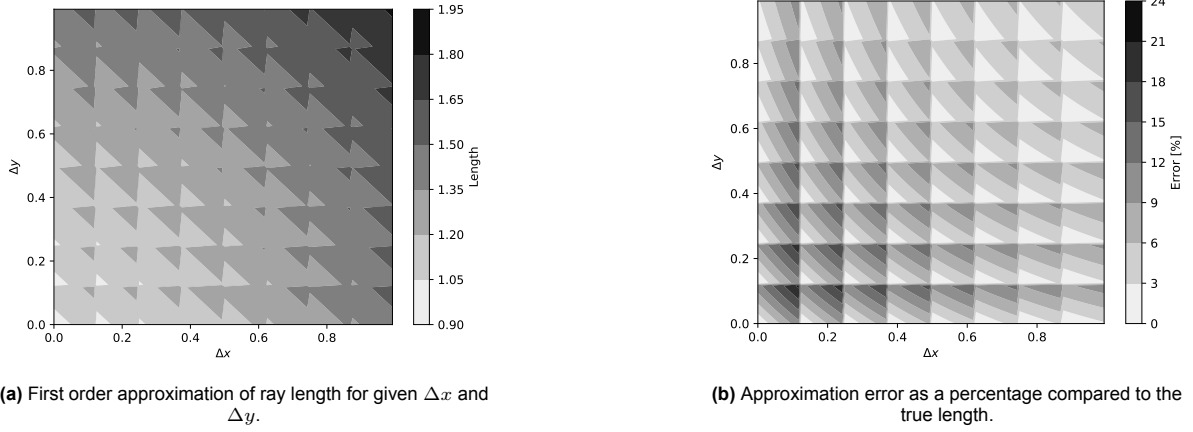 1.95
1.80
1.65
1.50
1.35
1.20
1.05
0.90
Length
0.8
0.6
0.4
0.2
0.0
Δy
0.0 0.2 0.4 0.6 0.8
Δx
(a) First order approximation of ray length for given Δx and
Δy.
24
21
18
15
12
9
6
3
0
Error [%]
0.8
0.6
0.4
0.2
0.0
Δy
0.0 0.2 0.4 0.6 0.8
Δx
(b) Approximation error as a percentage compared to the
true length.